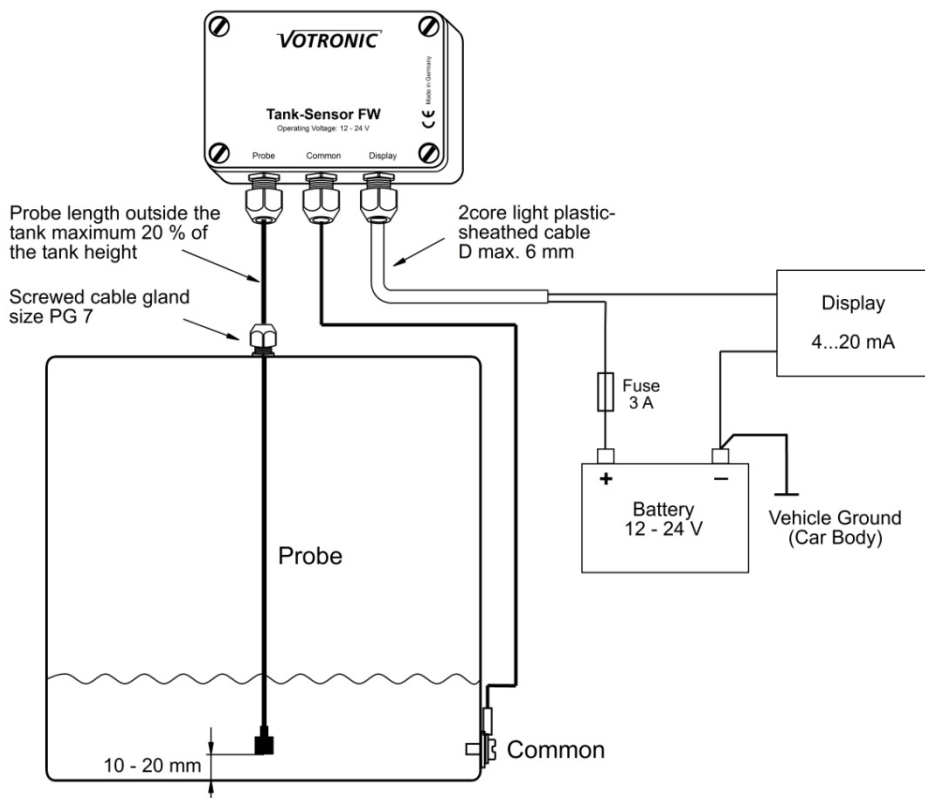 VOTRONIC
Made in Germany
CE
Tank-Sensor FW
Operating Voltage: 12 - 24 V
Probe
Common
Display
Probe length outside the
tank maximum 20 % of
the tank height
2core light plastic-
sheathed cable
D max. 6 mm
Screwed cable gland
size PG 7
Display
4...20 mA
Fuse
3 A
+
–
Battery
12 - 24 V
Vehicle Ground
(Car Body)
Probe
Common
10 - 20 mm